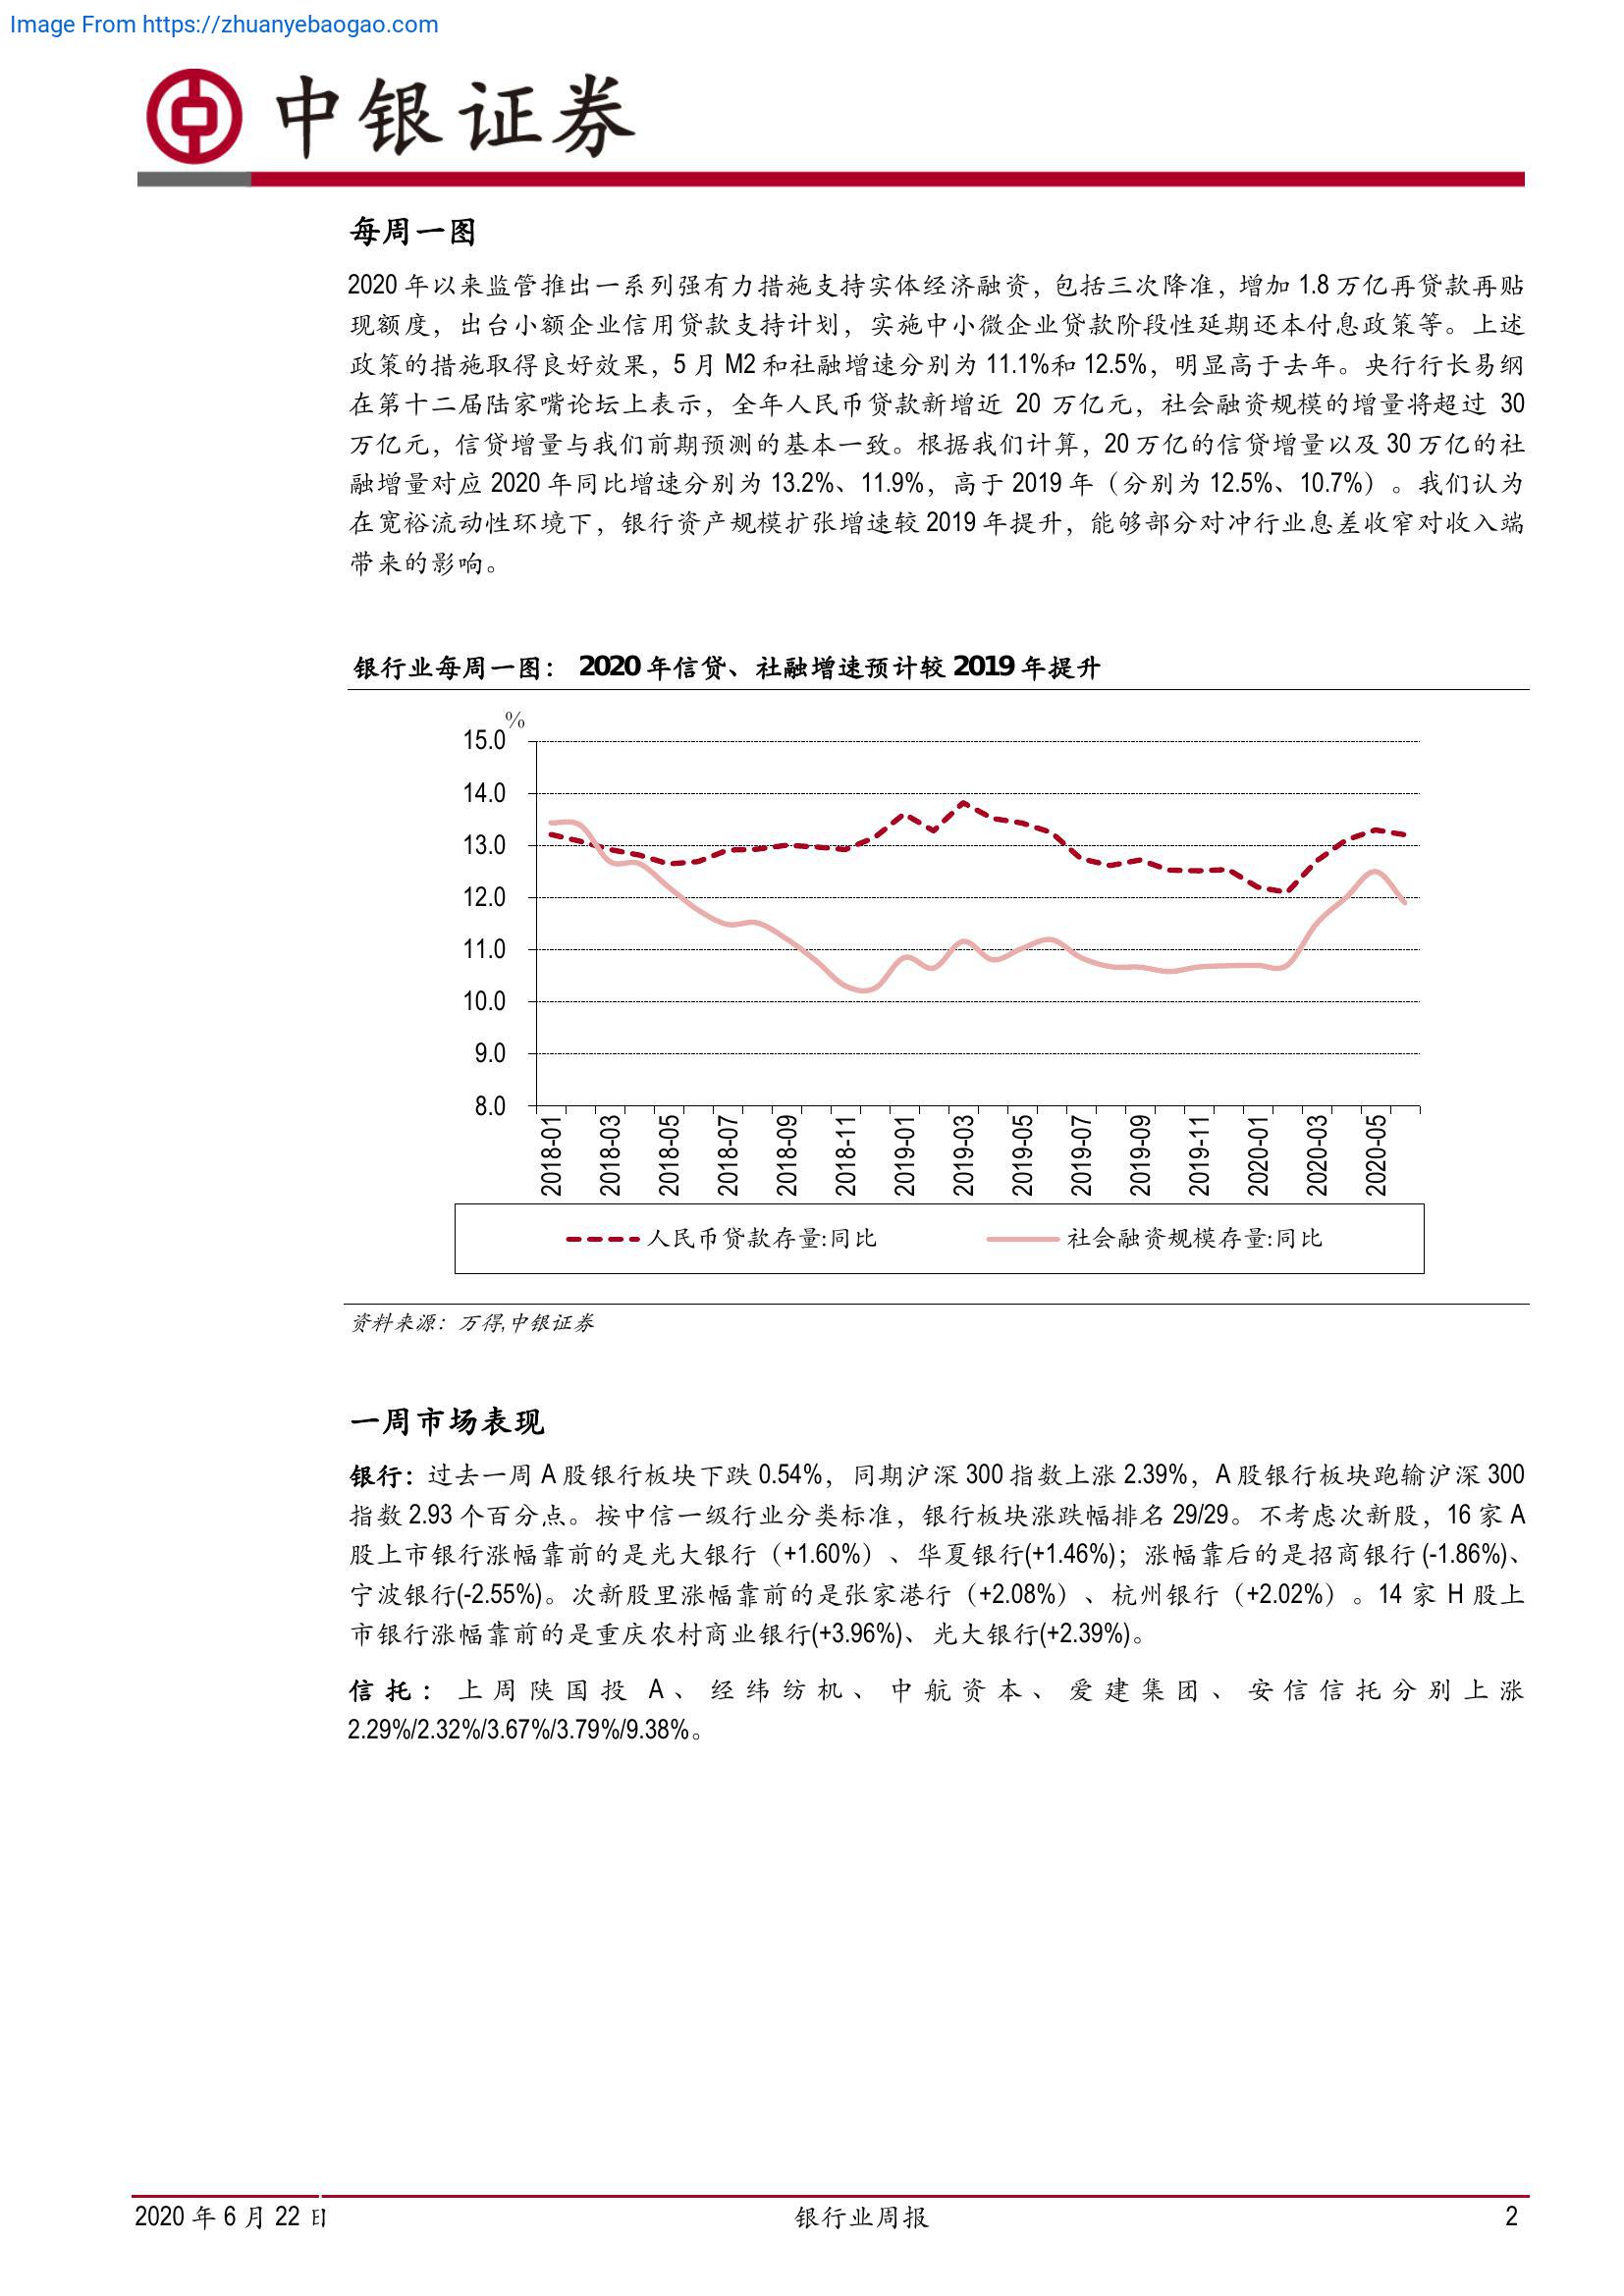 Image From https://zhuanyebaogao.com
中银证券
每周一图
2020 年以来监管推出一系列强有力措施支持实体经济融资，包括三次降准，增加 1.8 万亿再贷款再贴
现额度，出台小额企业信用贷款支持计划，实施中小微企业贷款阶段性延期还本付息政策等。上述
政策的措施取得良好效果，5 月 M2 和社融增速分别为 11.1%和 12.5%，明显高于去年。央行行长易纲
在第十二届陆家嘴论坛上表示，全年人民币贷款新增近 20 万亿元，社会融资规模的增量将超过 30
万亿元，信贷增量与我们前期预测的基本一致。根据我们计算，20 万亿的信贷增量以及 30 万亿的社
融增量对应 2020 年同比增速分别为 13.2%、11.9%，高于 2019 年（分别为 12.5%、10.7%）。我们认为
在宽裕流动性环境下，银行资产规模扩张增速较 2019 年提升，能够部分对冲行业息差收窄对收入端
带来的影响。
银行业每周一图： 2020 年信贷、社融增速预计较 2019 年提升
%
15.0
14.0
13.0
12.0
11.0
10.0
9.0
8.0
2018-01
2018-03
2018-05
2018-07
2018-09
2018-11
2019-01
2019-03
2019-05
2019-07
2019-09
2019-11
2020-01
2020-03
2020-05
人民币贷款存量:同比
社会融资规模存量:同比
资料来源：万得,中银证券
一周市场表现
银行：过去一周 A 股银行板块下跌 0.54%，同期沪深 300 指数上涨 2.39%，A 股银行板块跑输沪深 300
指数 2.93 个百分点。按中信一级行业分类标准，银行板块涨跌幅排名 29/29。不考虑次新股，16 家 A
股上市银行涨幅靠前的是光大银行（+1.60%）、华夏银行(+1.46%)；涨幅靠后的是招商银行 (-1.86%)、
宁波银行(-2.55%)。次新股里涨幅靠前的是张家港行（+2.08%）、杭州银行（+2.02%）。14 家 H 股上
市银行涨幅靠前的是重庆农村商业银行(+3.96%)、光大银行(+2.39%)。
信托：上周陕国投 A、经纬纺机、中航资本、爱建集团、安信信托分别上涨
2.29%/2.32%/3.67%/3.79%/9.38%。
2020 年 6 月 22 日
银行业周报
2